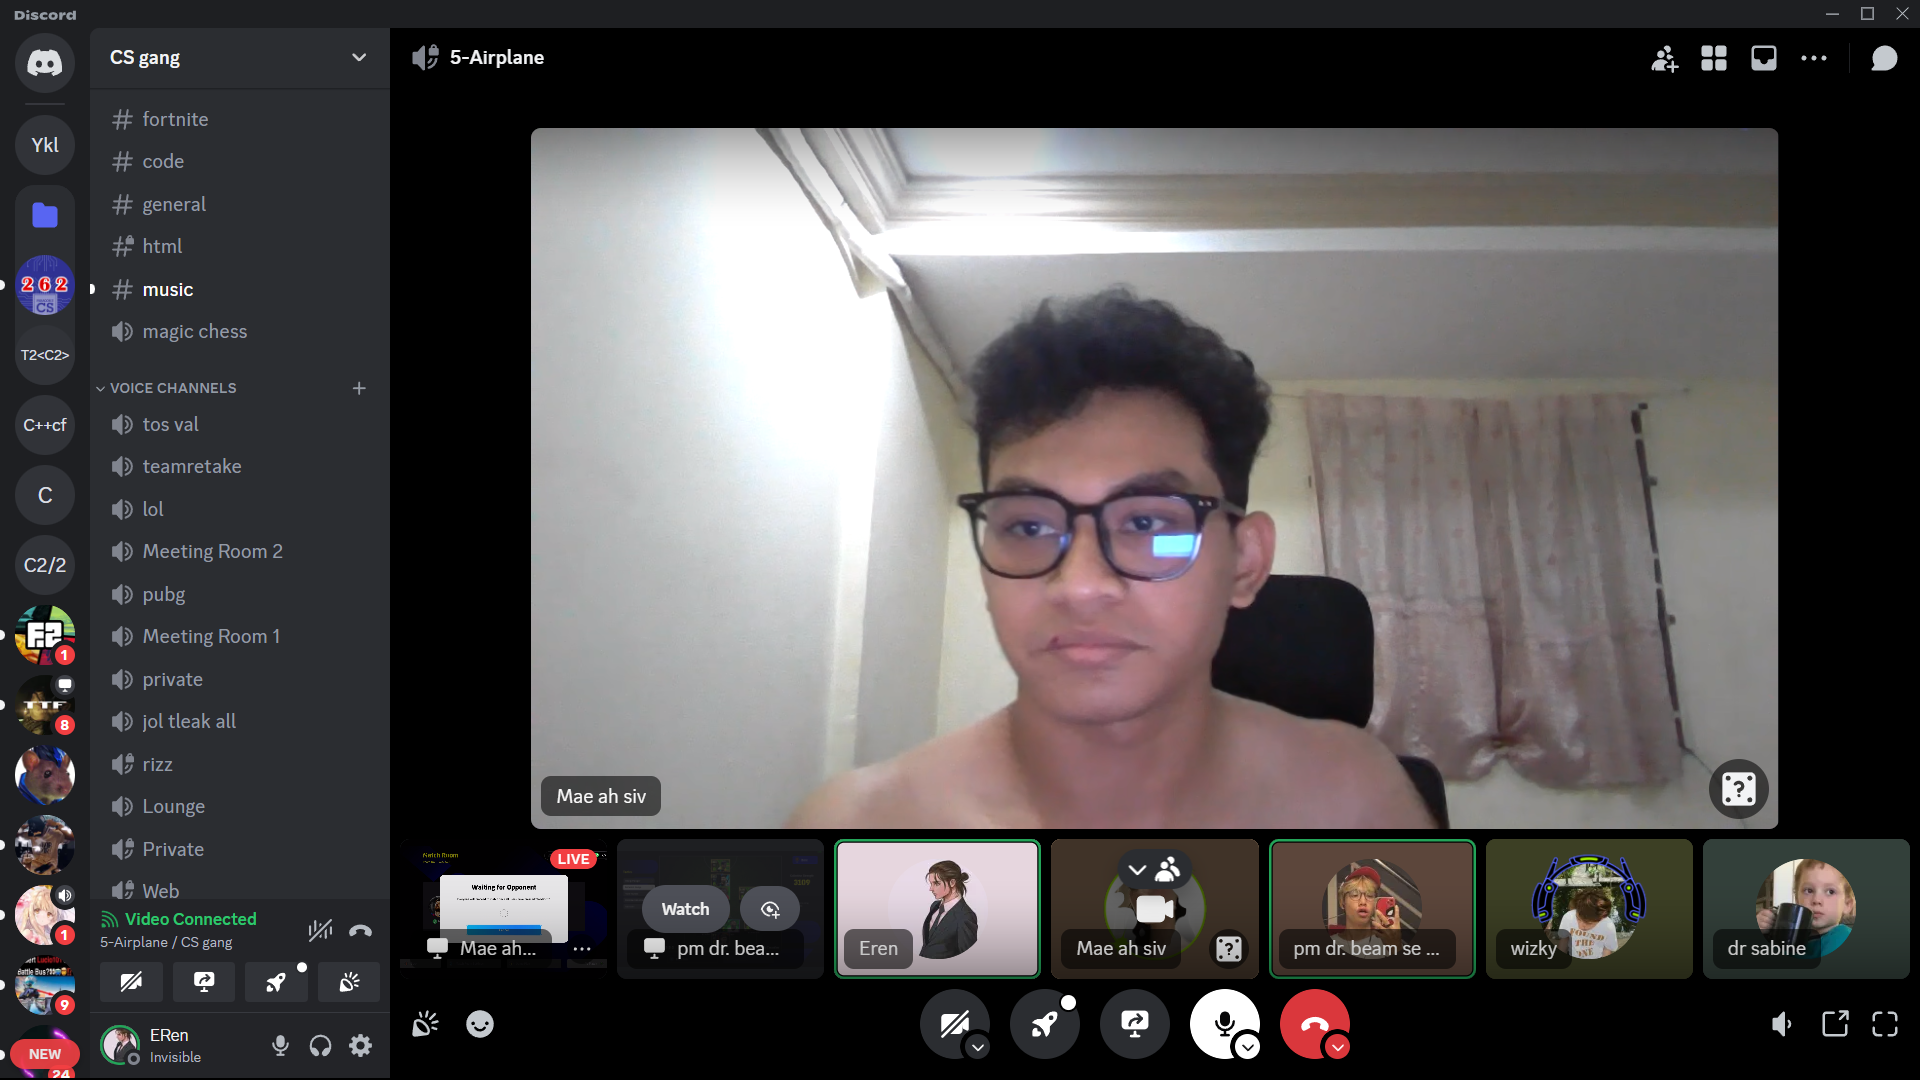 Discord
CS gang
5-Airplane
Ykl
fortnite
code
general
html
262
CS
music
magic chess
T2<C2>
VOICE CHANNELS
C++cf
tos val
teamretake
C
lol
C2/2
Meeting Room 2
pubg
Meeting Room 1
1
private
TTF
8
jol tleak all
rizz
Mae ah siv
Lounge
Private
Web
1
LIVE
Waiting for Opponent
Watch
Mae ah...
pm dr. bea...
Eren
Mae ah siv
pm dr. beam se ...
wizky
dr sabine
Video Connected
5-Airplane / CS gang
9
ERen
Invisible
NEW
24